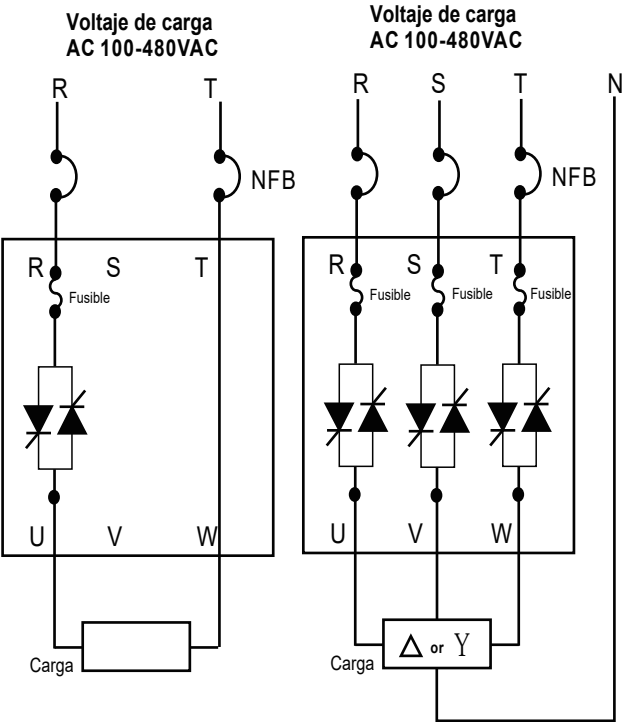 Voltaje de carga
AC 100-480VAC
R T
NFB
R S T
Fusible
U V W
Carga
Voltaje de carga
AC 100-480VAC
R S T N
NFB
R S T
Fusible Fusible Fusible
U V W
Δ or Y
Carga